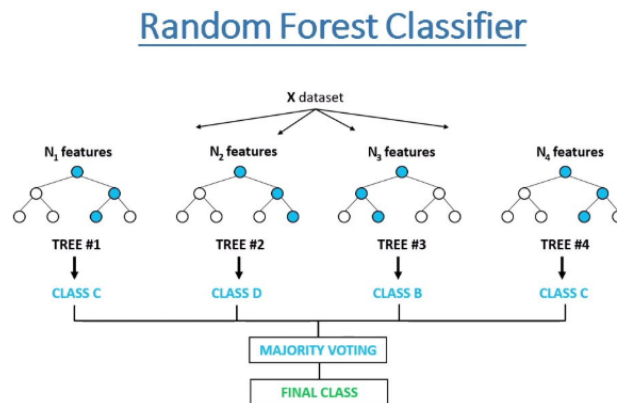 Random Forest Classifier
X dataset
N₁ features N₂ features N₃ features N₄ features
TREE #1 TREE #2 TREE #3 TREE #4
CLASS C CLASS D CLASS B CLASS C
MAJORITY VOTING
FINAL CLASS